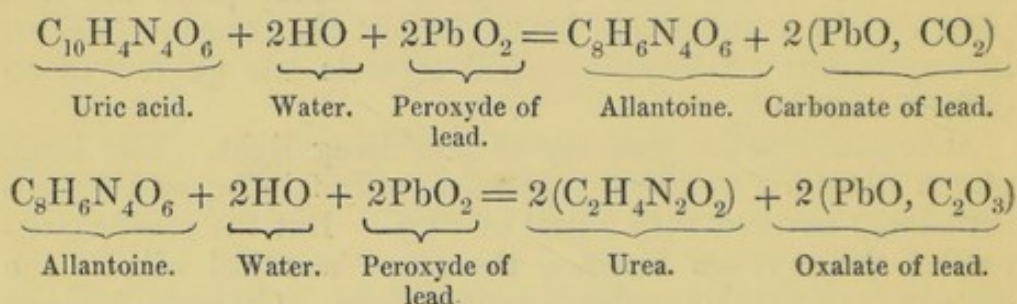 C₁₀H₄N₄O₆ + 2HO + 2Pb O₂ = C₈H₆N₄O₆ + 2(PbO, CO₂)
Uric acid. Water. Peroxyde of Allantoine. Carbonate of lead.
lead.
C₈H₆N₄O₆ + 2HO + 2PbO₂ = 2(C₂H₄N₂O₂) + 2(PbO, C₂O₃)
Allantoine. Water. Peroxyde of Urea. Oxalate of lead.
lead.